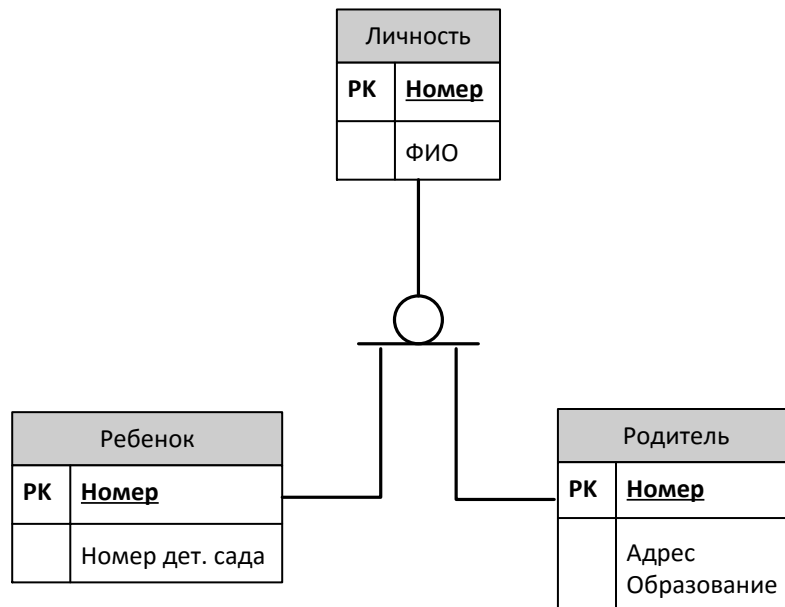 Личность
PK Номер
ФИО
Ребенок
PK Номер
Номер дет. сада
Родитель
PK Номер
Адрес
Образование